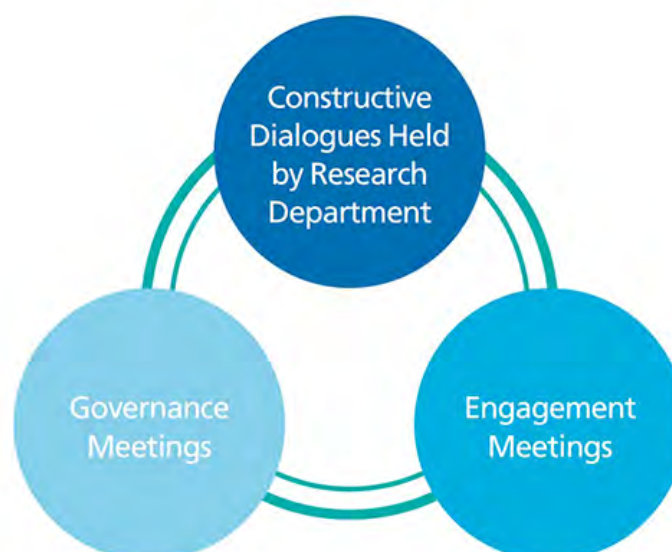 Constructive
Dialogues Held
by Research
Department
Governance
Meetings
Engagement
Meetings